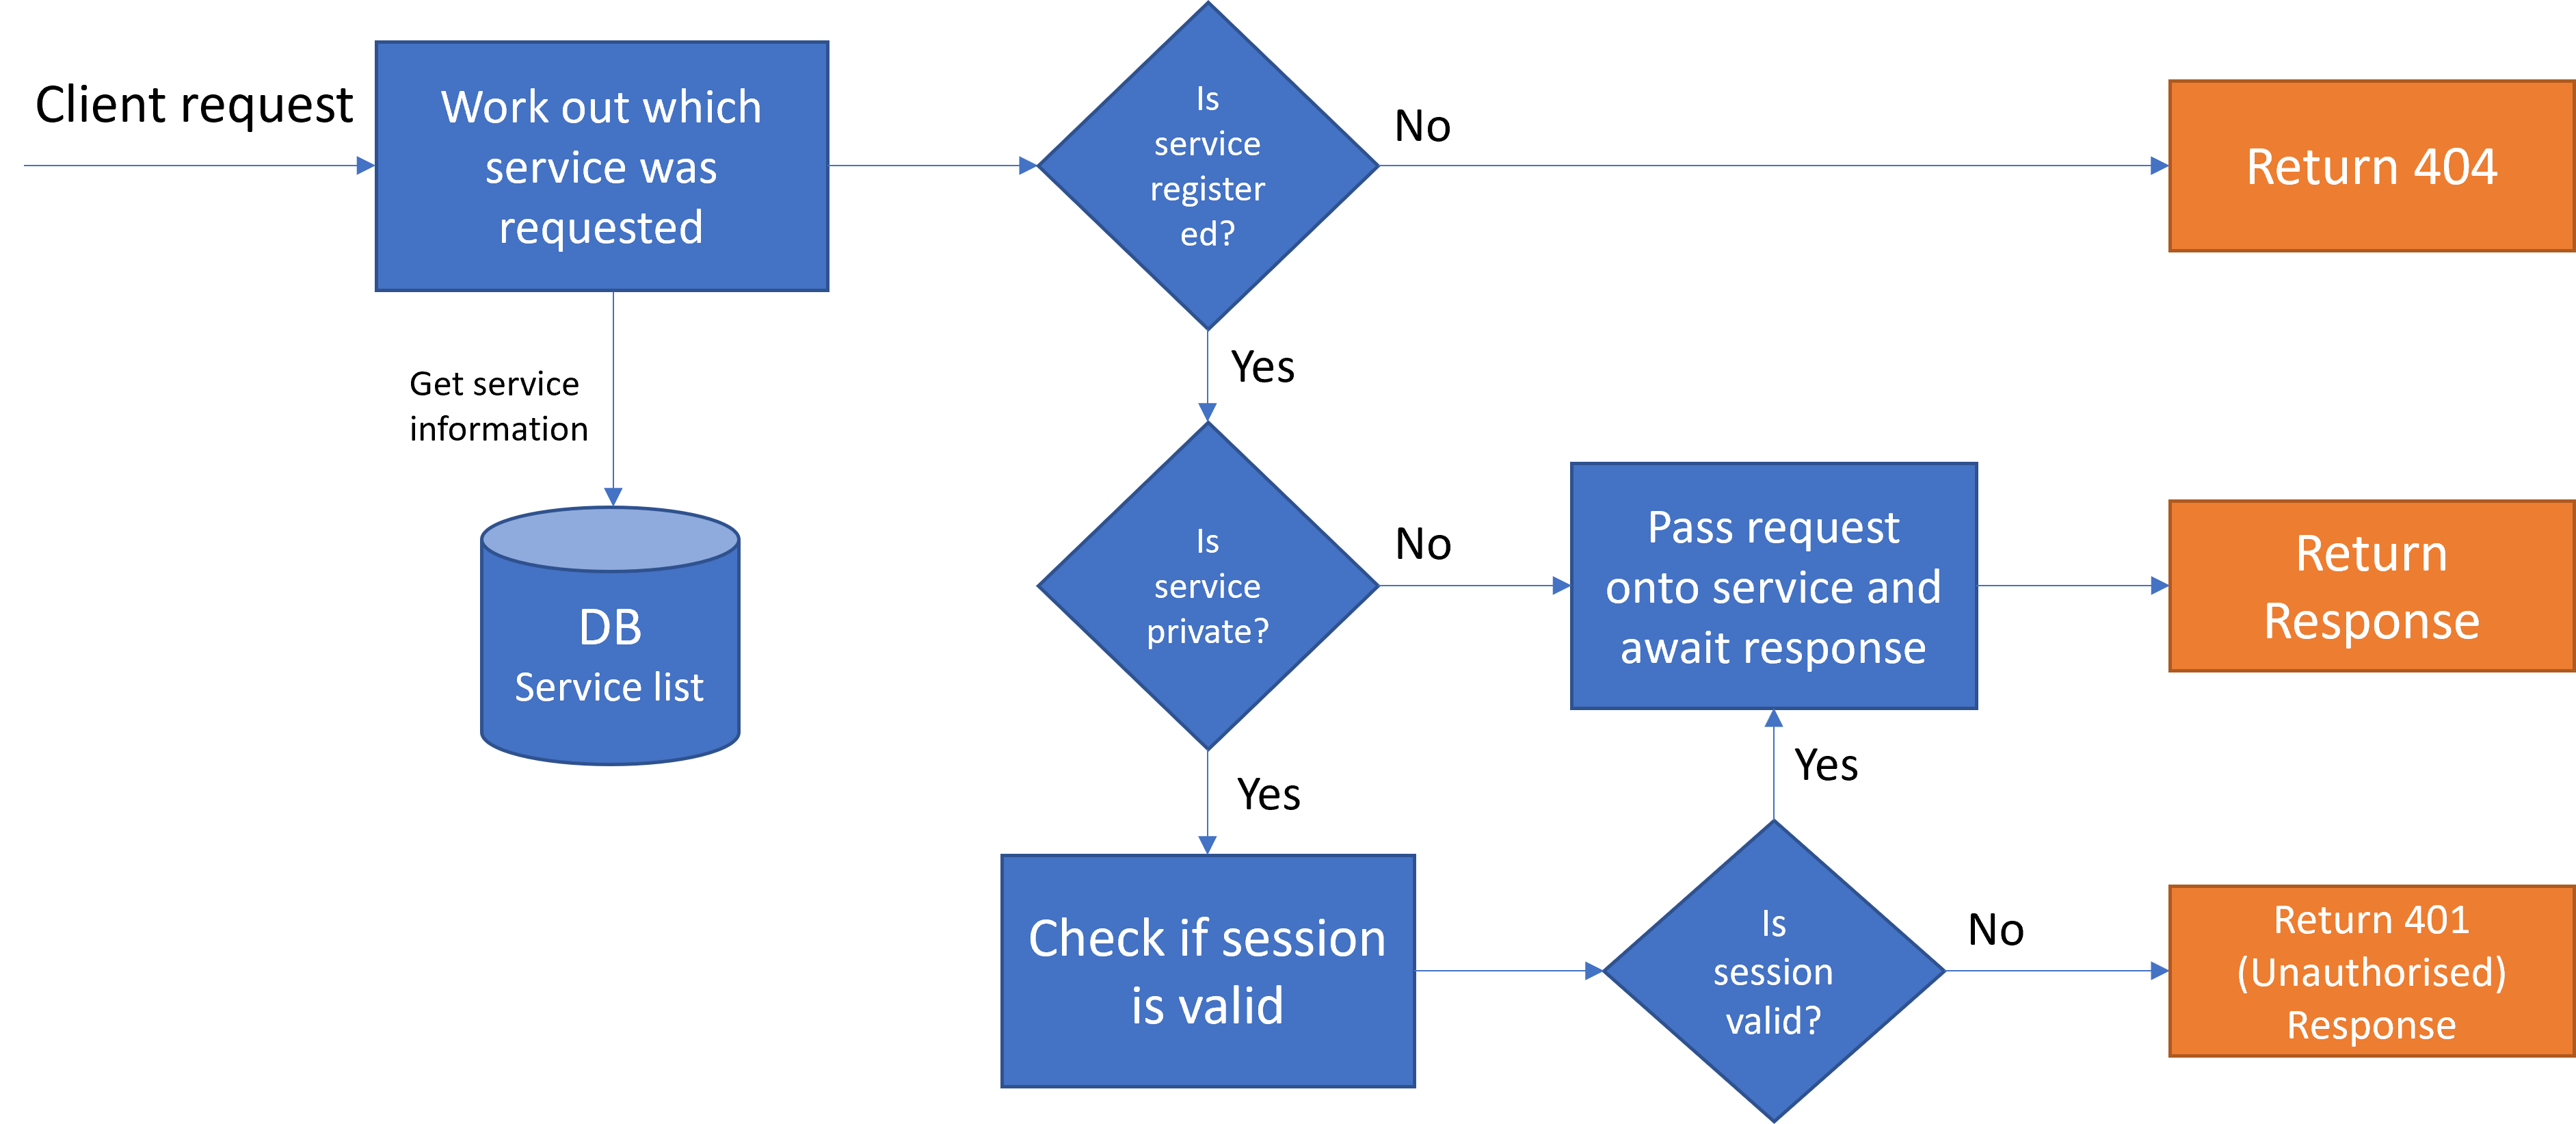 Client request
Work out which
service was
requested
Get service
information
DB
Service list
Is
service
register
ed?
No
Return 404
Yes
Is
service
private?
No
Pass request
onto service and
await response
Return
Response
Yes
Check if session
is valid
Is
session
valid?
Yes
No
Return 401
(Unauthorised)
Response